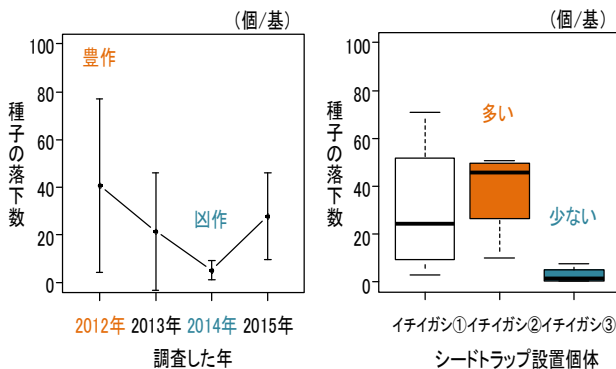 (個/基)
種子の落下数
100
80
60
40
20
0
豊作
凶作
2012年 2013年 2014年 2015年
調査した年
(個/基)
種子の落下数
100
80
60
40
20
0
多い
少ない
イチイガシ① イチイガシ② イチイガシ③
シードトラップ設置個体